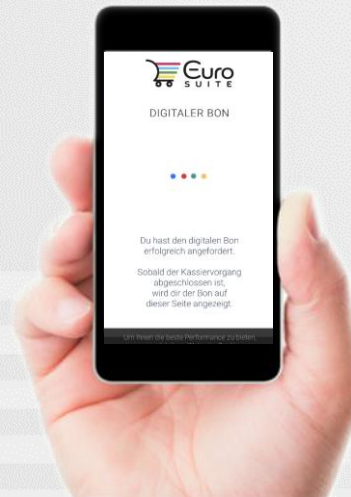 Euro
SUITE
DIGITALER BON
Du hast den digitalen Bon
erfolgreich angefordert.
Sobald der Kassiervorgang
abgeschlossen ist,
wird dir der Bon auf
dieser Seite angezeigt.
Um Ihnen die beste Performance zu bieten,